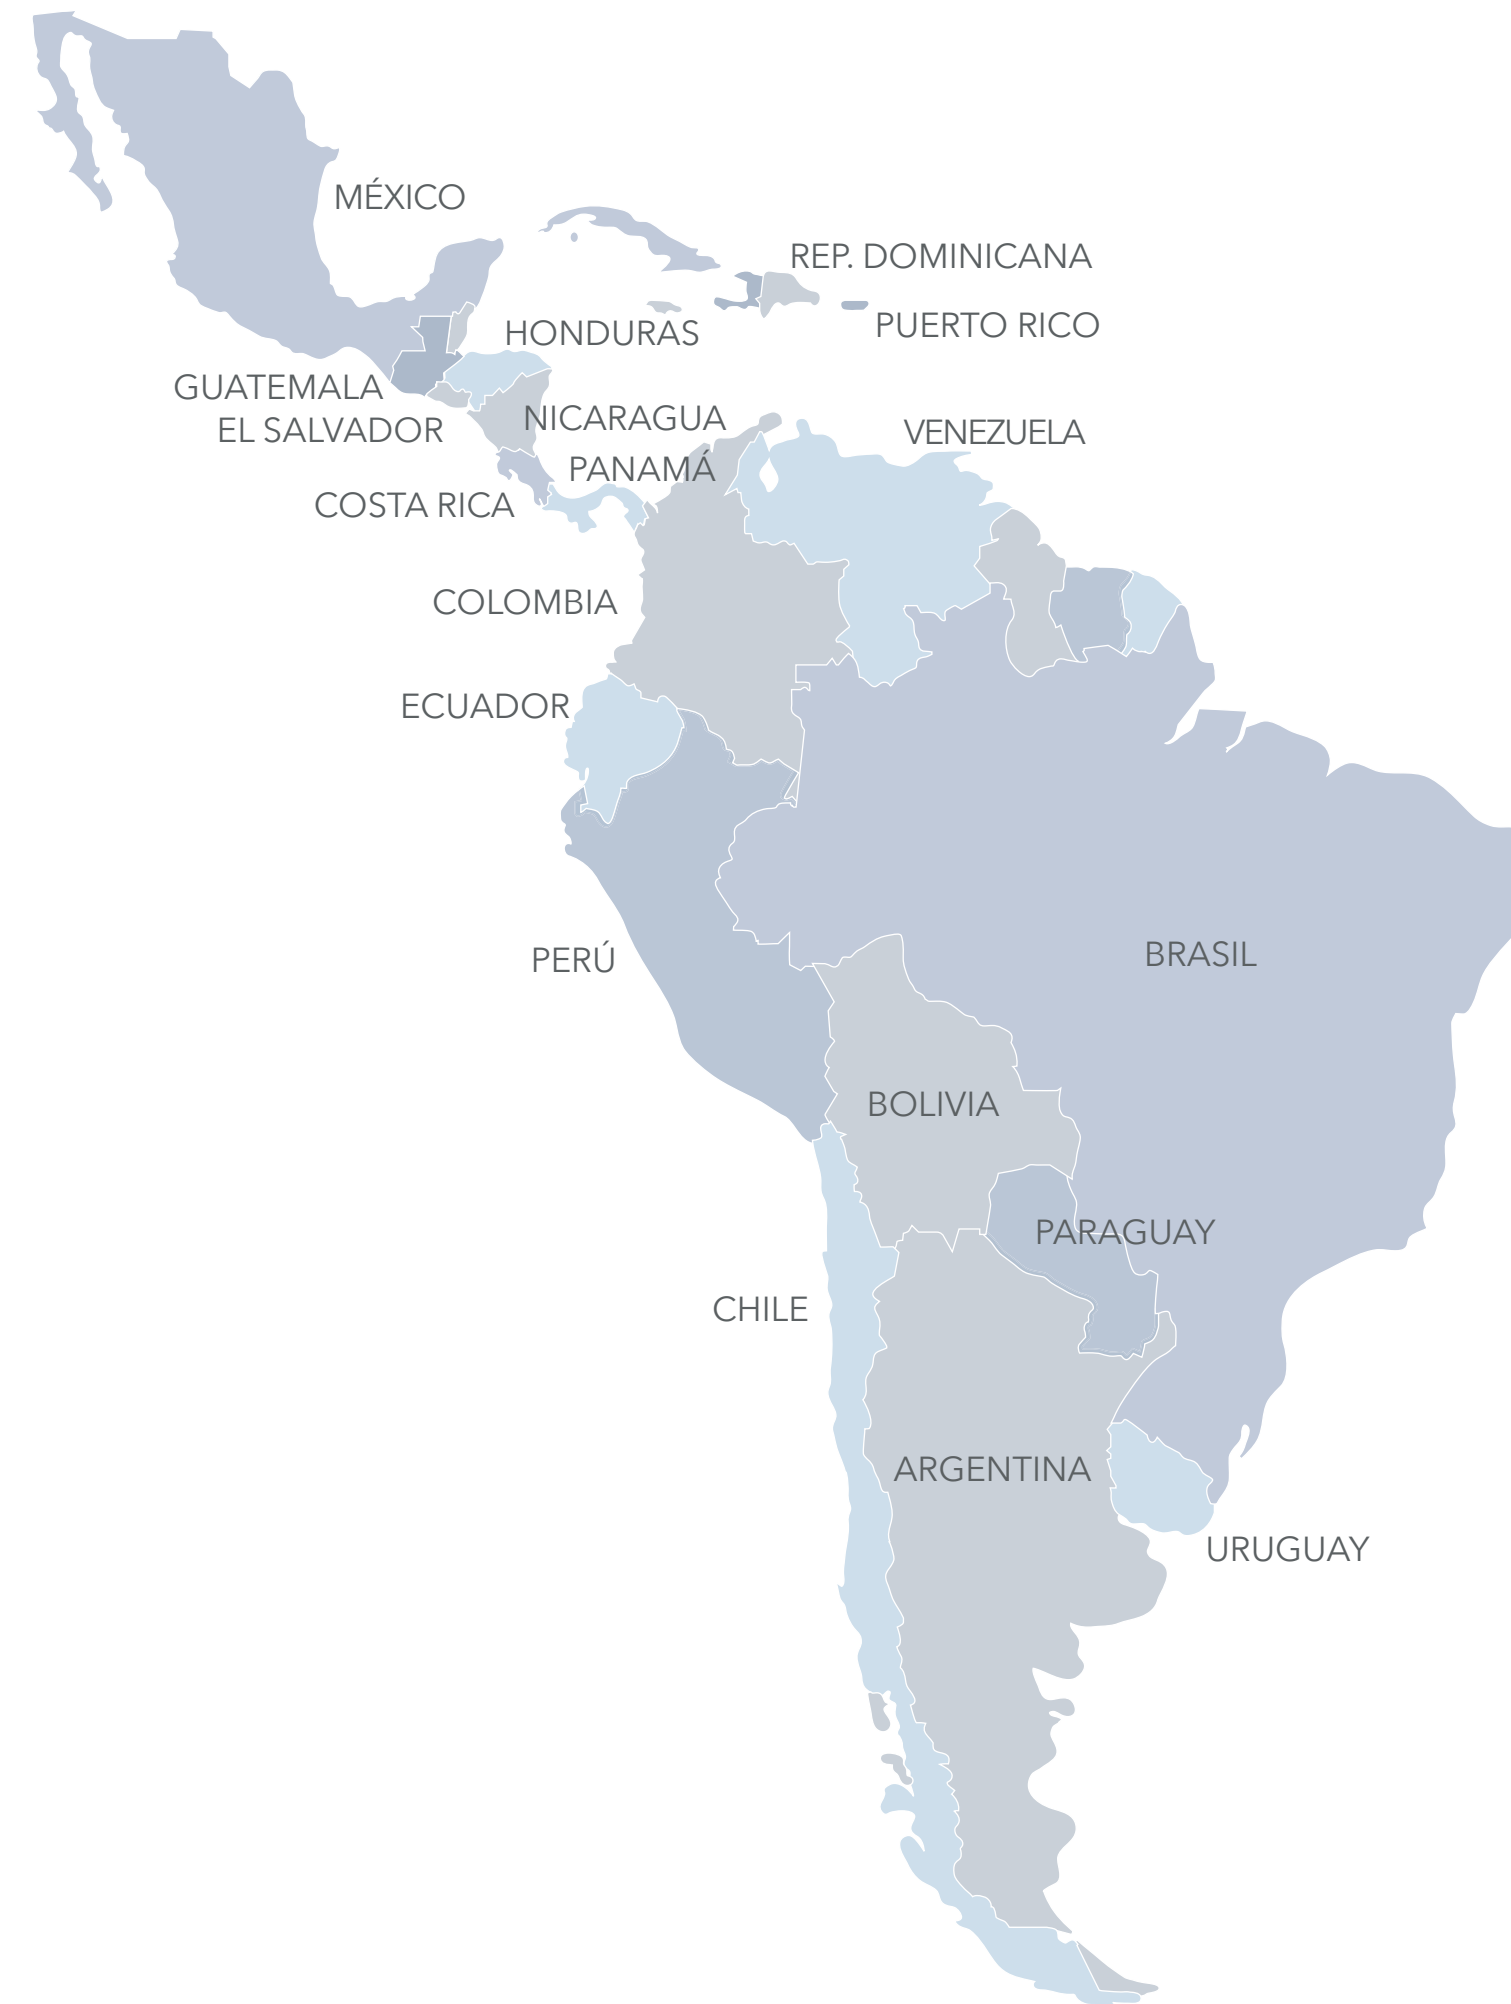 MÉXICO
REP. DOMINICANA
PUERTO RICO
HONDURAS
GUATEMALA
EL SALVADOR
NICARAGUA
VENEZUELA
PANAMÁ
COSTA RICA
COLOMBIA
ECUADOR
PERÚ
BRASIL
BOLIVIA
PARAGUAY
CHILE
ARGENTINA
URUGUAY